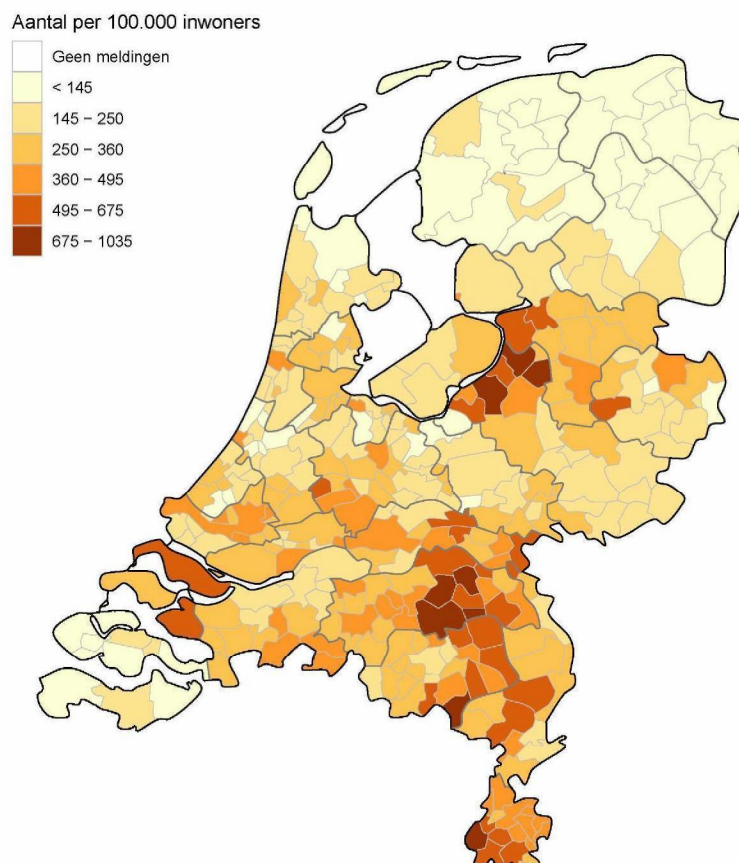 Aantal per 100.000 inwoners
Geen meldingen
< 145
145 − 250
250 − 360
360 − 495
495 − 675
675 − 1035